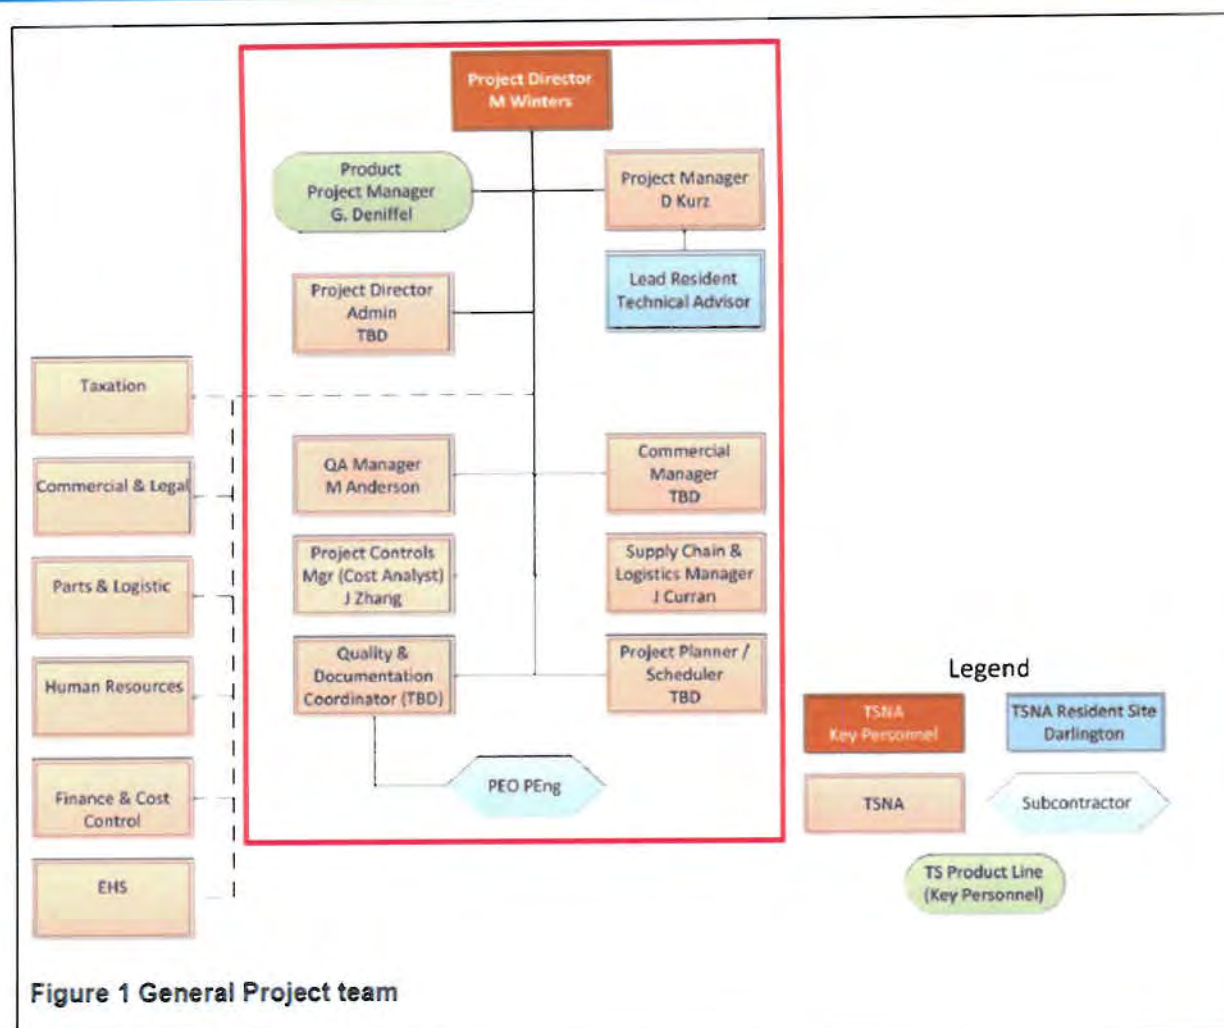 Project Director
M Winters
Product
Project Manager
G. Deniffel
Project Manager
D Kurz
Lead Resident
Technical Advisor
Project Director
Admin
TBD
Taxation
Commercial & Legal
Parts & Logistic
Human Resources
Finance & Cost
Control
EHS
QA Manager
M Anderson
Commercial
Manager
TBD
Project Controls
Mgr (Cost Analyst)
J Zhang
Supply Chain &
Logistics Manager
J Curran
Quality &
Documentation
Coordinator (TBD)
Project Planner /
Scheduler
TBD
PEO PEng
Legend
TSNA
Key Personnel
TSNA Resident Site
Darlington
TSNA
Subcontractor
TS Product Line
(Key Personnel)
Figure 1 General Project team